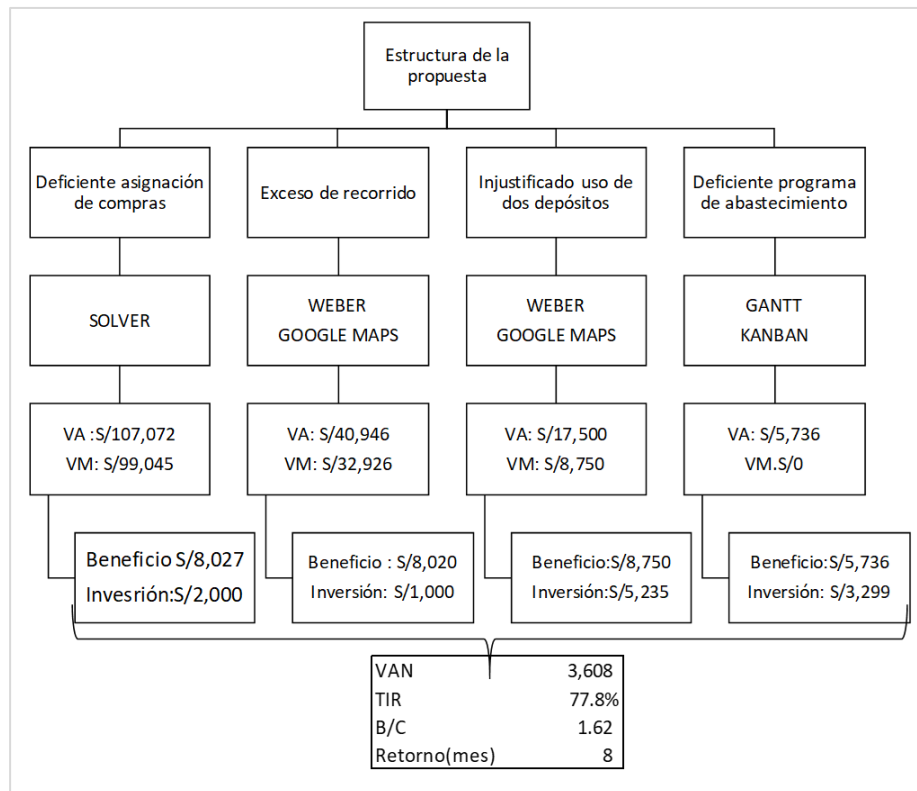 Estructura de la
propuesta
Deficiente asignación
de compras
Exceso de recorrido
Injustificado uso de
dos depósitos
Deficiente programa
de abastecimiento
SOLVER
WEBER
GOOGLE MAPS
WEBER
GOOGLE MAPS
GANTT
KANBAN
VA :S/107,072
VM: S/99,045
VA: S/40,946
VM: S/32,926
VA: S/17,500
VM: S/8,750
VA: S/5,736
VM.S/0
Beneficio S/8,027
Invesrión:S/2,000
Beneficio : S/8,020
Inversión: S/1,000
Beneficio:S/8,750
Inversión:S/5,235
Beneficio:S/5,736
Inversión: S/3,299
VAN 3,608
TIR 77.8%
B/C 1.62
Retorno(mes) 8